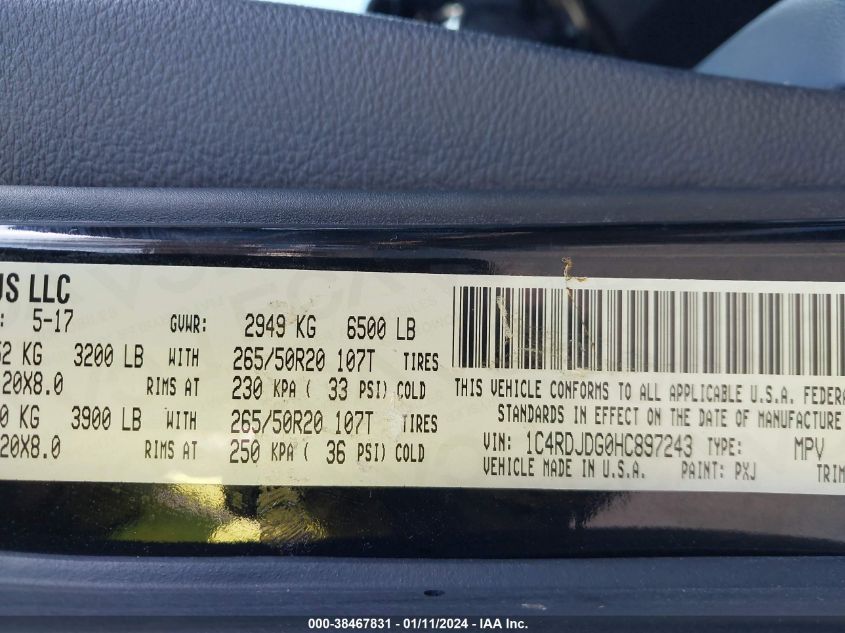 US LLC
5-17 GVWR: 2949 KG 6500 LB
52 KG 3200 LB WITH 265/50R20 107T TIRES
20X8.0 RIMS AT 230 KPA ( 33 PSI) COLD
0 KG 3900 LB WITH 265/50R20 107T TIRES
20X8.0 RIMS AT 250 KPA ( 36 PSI) COLD
THIS VEHICLE CONFORMS TO ALL APPLICABLE U.S.A. FEDERA
STANDARDS IN EFFECT ON THE DATE OF MANUFACTURE
VIN: 1C4RDJDG0HC897243 TYPE: MPV
VEHICLE MADE IN U.S.A. PAINT: PXJ TRIM
000-38467831 - 01/11/2024 - IAA Inc.